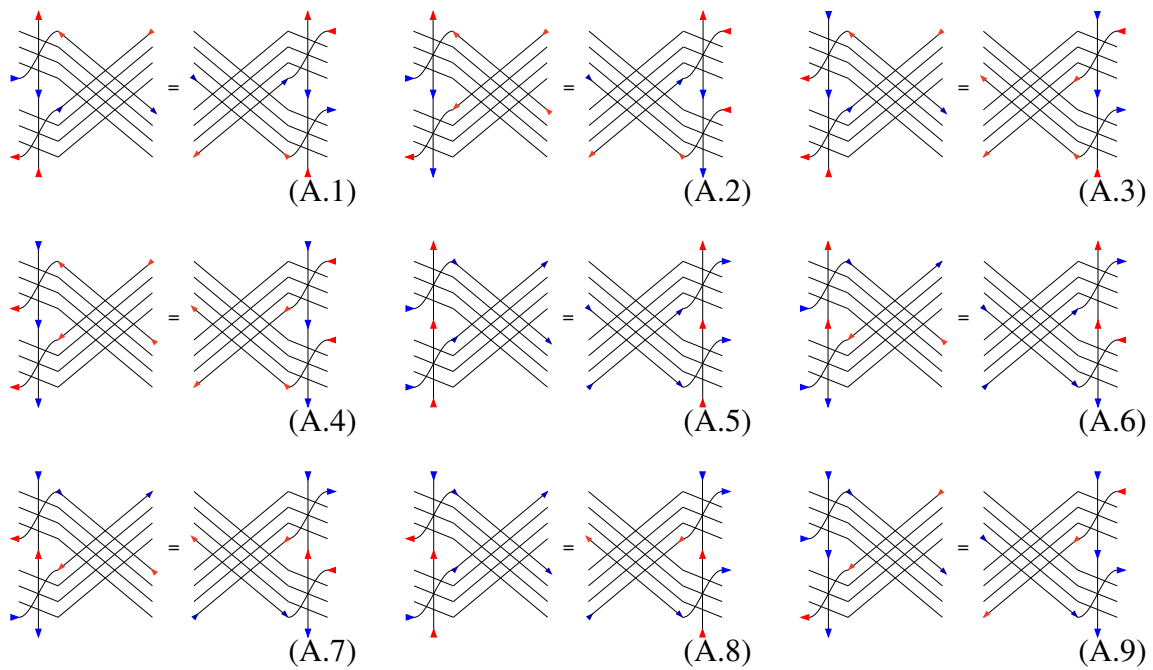 = = =
(A.1) (A.2) (A.3)
= = =
(A.4) (A.5) (A.6)
= = =
(A.7) (A.8) (A.9)